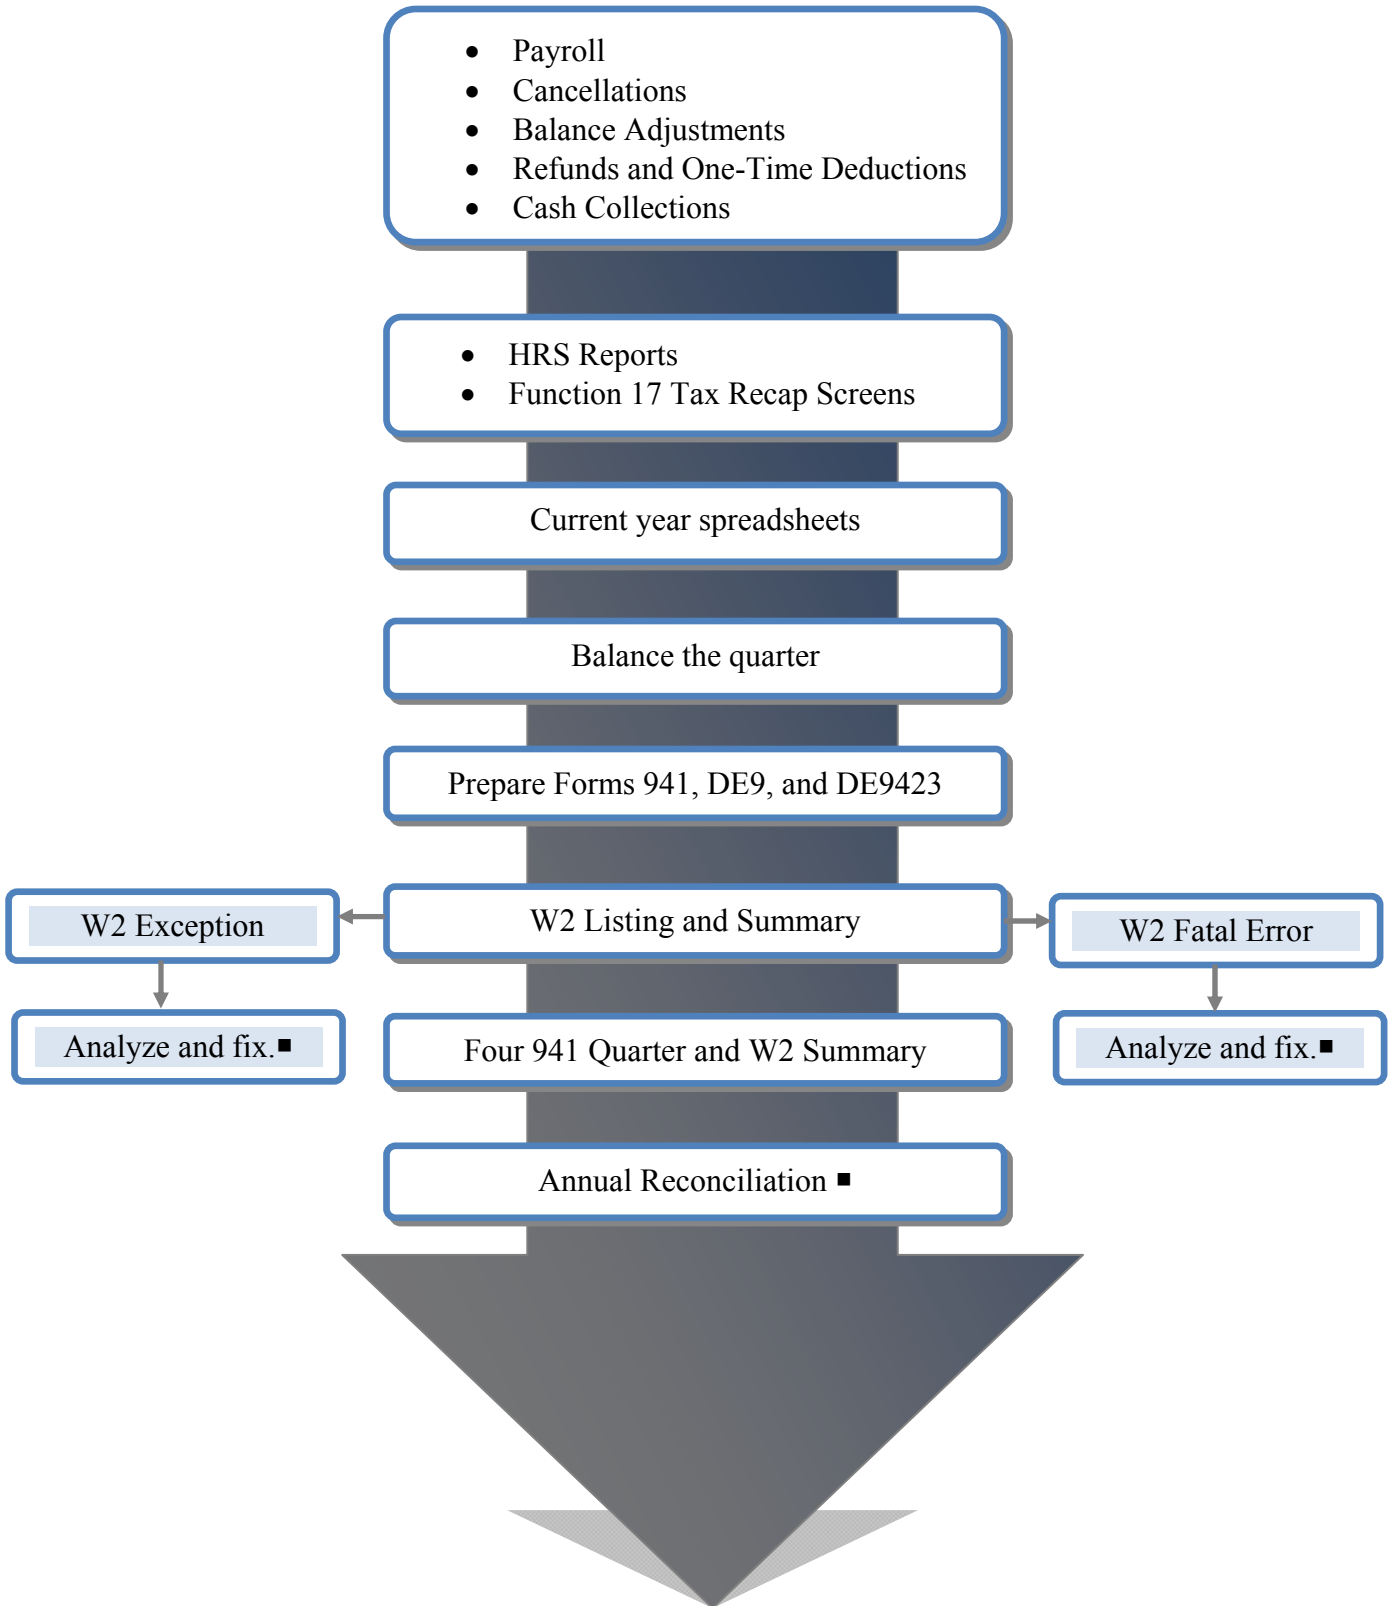 • Payroll
• Cancellations
• Balance Adjustments
• Refunds and One-Time Deductions
• Cash Collections
• HRS Reports
• Function 17 Tax Recap Screens
Current year spreadsheets
Balance the quarter
Prepare Forms 941, DE9, and DE9423
W2 Exception
W2 Listing and Summary
W2 Fatal Error
Analyze and fix.■
Four 941 Quarter and W2 Summary
Analyze and fix.■
Annual Reconciliation ■